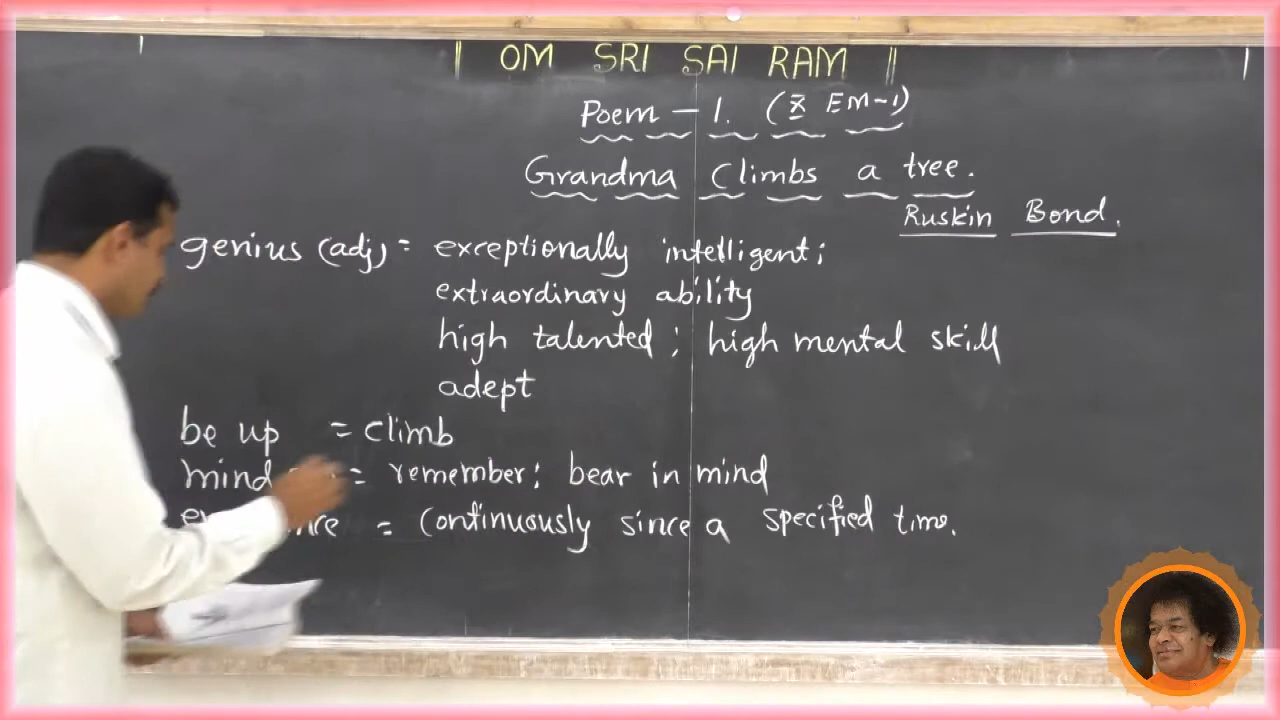 || OM SRI SAI RAM ||
Poem - 1. (X EM-1)
Grandma Climbs a tree.
Ruskin Bond.
genius (adj) = exceptionally intelligent;
extraordinary ability
high talented; high mental skill
adept
be up = climb
mind = remember; bear in mind
= Continuously since a specified time.